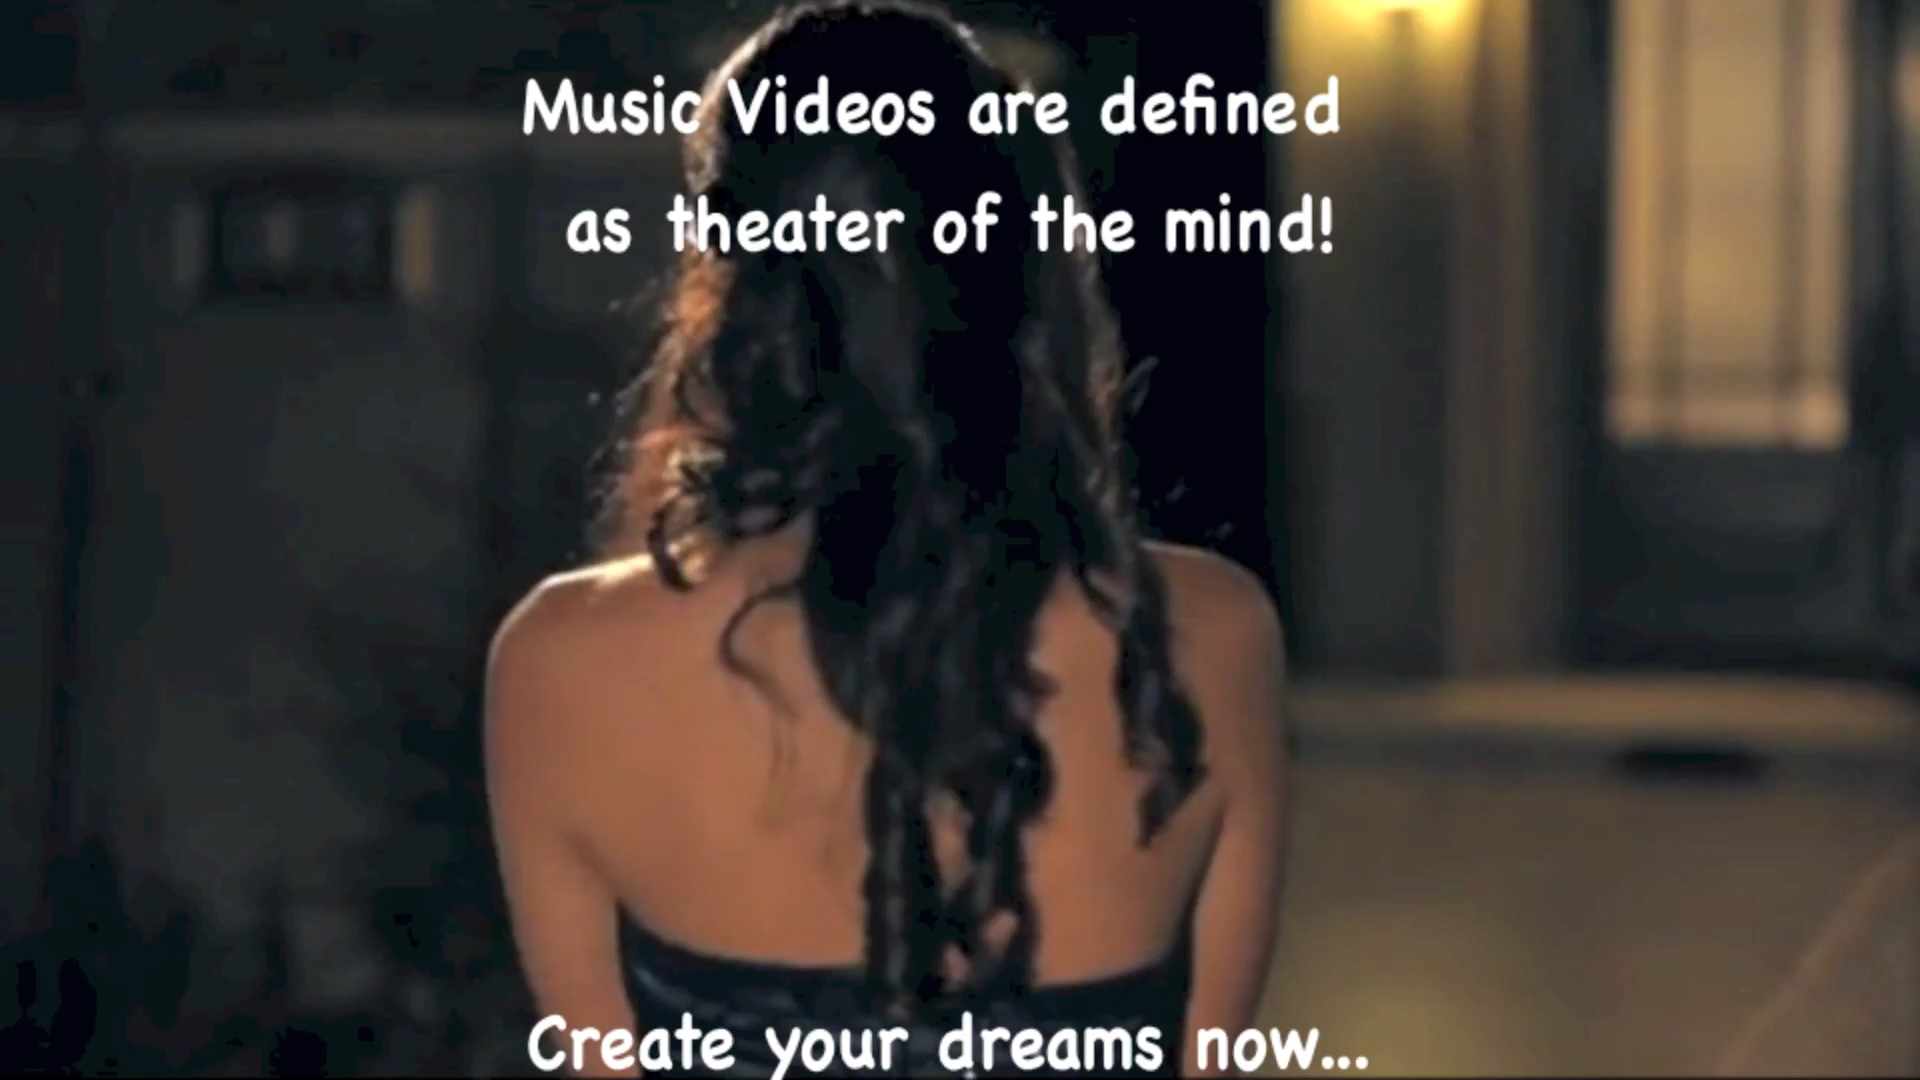 Music Videos are defined
as theater of the mind!
Create your dreams now...